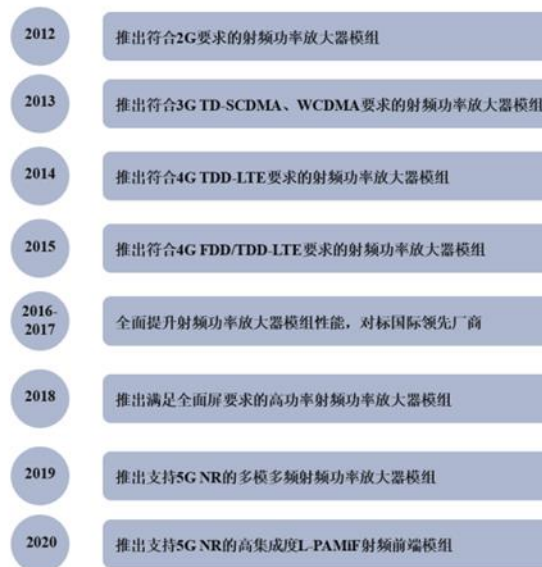 2012
推出符合2G要求的射频功率放大器模组
2013
推出符合3G TD-SCDMA、WCDMA要求的射频功率放大器模组
2014
推出符合4G TDD-LTE要求的射频功率放大器模组
2015
推出符合4G FDD/TDD-LTE要求的射频功率放大器模组
2016-
2017
全面提升射频功率放大器模组性能，对标国际领先厂商
2018
推出满足全面屏要求的高功率射频功率放大器模组
2019
推出支持5G NR的多模多频射频功率放大器模组
2020
推出支持5G NR的高集成度L-PAMiF射频前端模组